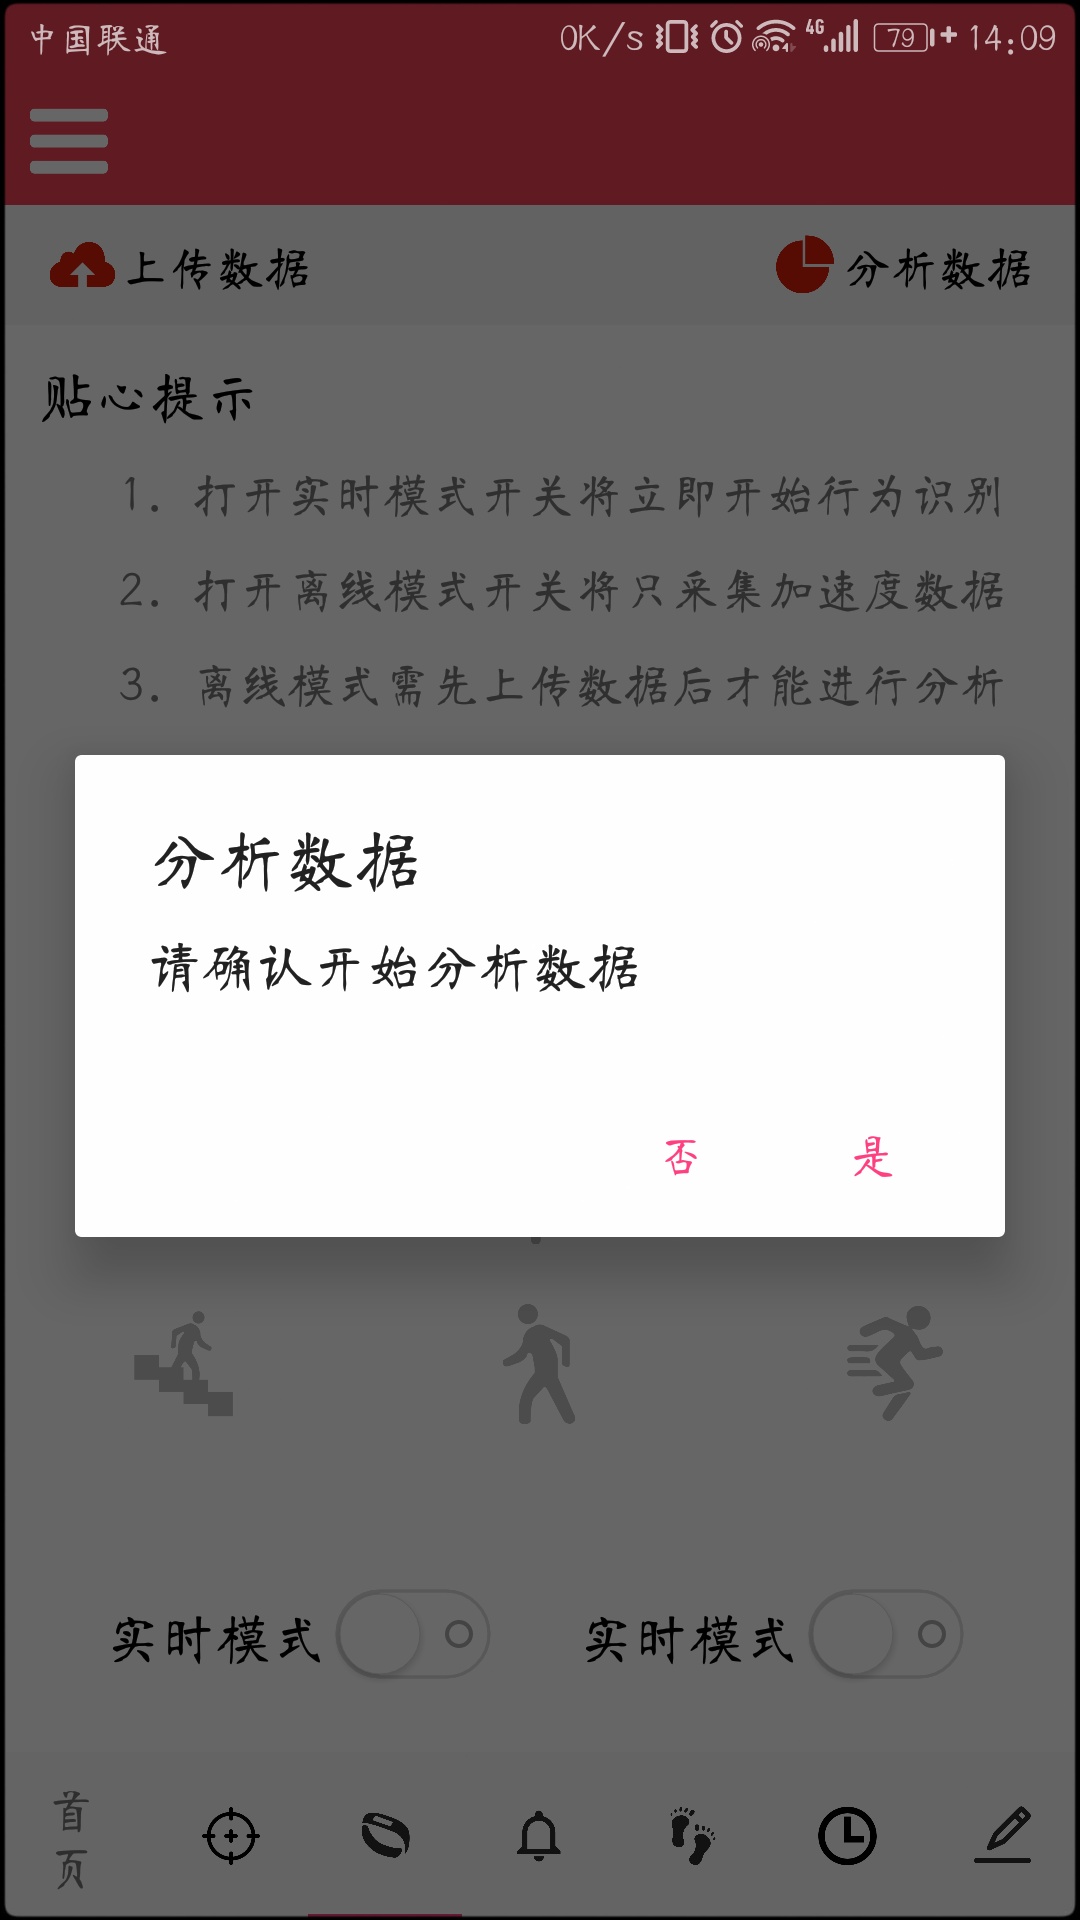 中国联通 0K/s 4G 79 14:09
上传数据 分析数据
贴心提示
1. 打开实时模式开关将立即开始行为识别
2. 打开离线模式开关将只采集加速度数据
3. 离线模式需先上传数据后才能进行分析
分析数据
请确认开始分析数据
否 是
实时模式 实时模式
首
页